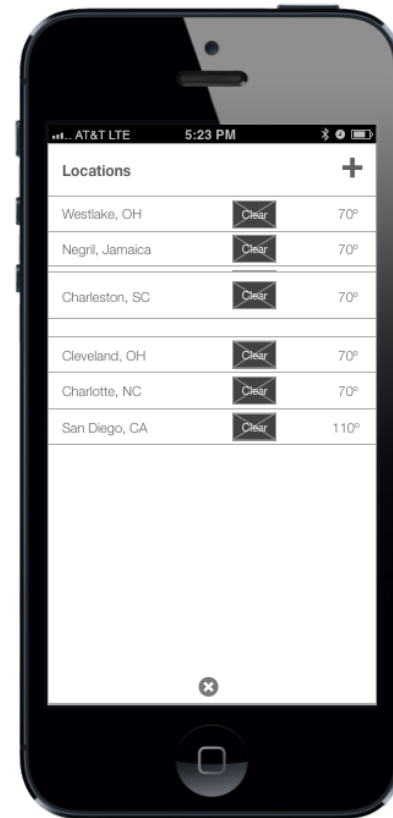 AT&T LTE 5:23 PM
Locations
Westlake, OH Clear 70º
Negril, Jamaica Clear 70º
Charleston, SC Clear 70º
Cleveland, OH Clear 70º
Charlotte, NC Clear 70º
San Diego, CA Clear 110º